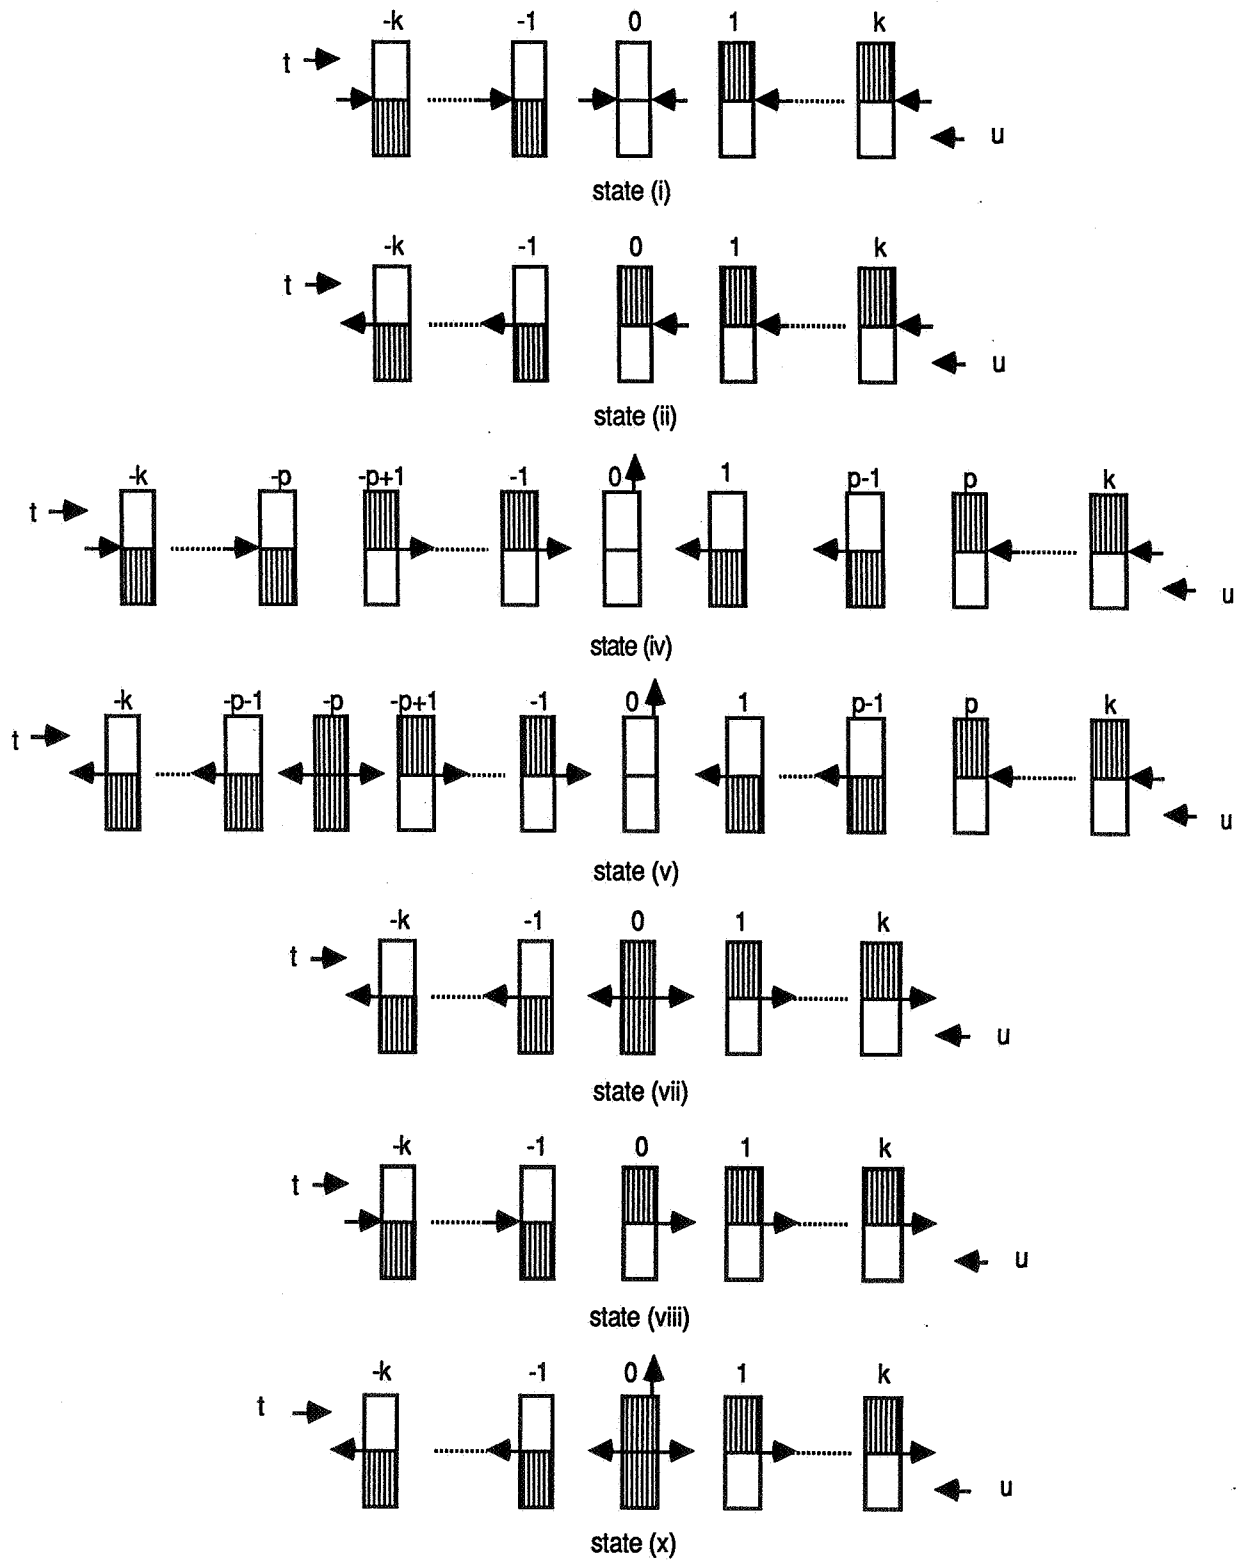 -k -1 0 1 k
t
u
state (i)
-k -1 0 1 k
t
u
state (ii)
-k -p -p+1 -1 0 1 p-1 p k
t
u
state (iv)
-k -p-1 -p -p+1 -1 0 1 p-1 p k
t
u
state (v)
-k -1 0 1 k
t
u
state (vii)
-k -1 0 1 k
t
u
state (viii)
-k -1 0 1 k
t
u
state (x)